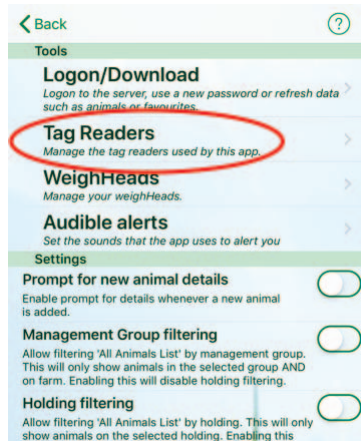 Back ?
Tools
Logon/Download
Logon to the server, use a new password or refresh data
such as animals or favourites.
Tag Readers
Manage the tag readers used by this app.
WeighHeads
Manage your weighHeads.
Audible alerts
Set the sounds that the app uses to alert you
Settings
Prompt for new animal details
Enable prompt for details whenever a new animal
is added.
Management Group filtering
Allow filtering 'All Animals List' by management group.
This will only show animals in the selected group AND
on farm. Enabling this will disable holding filtering.
Holding filtering
Allow filtering 'All Animals List' by holding. This will only
show animals on the selected holding. Enabling this